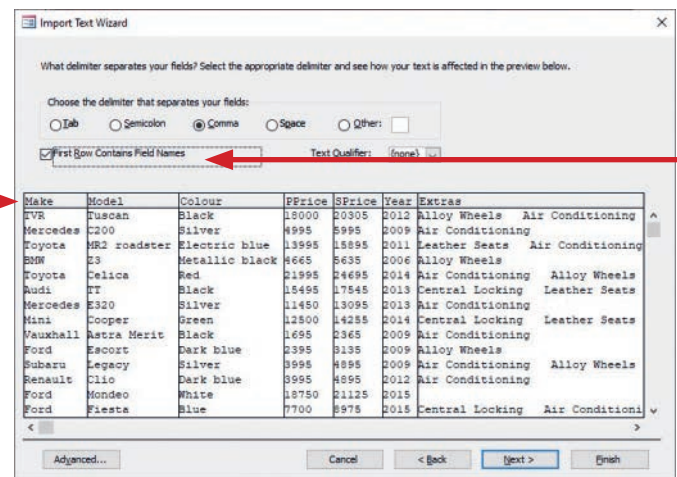 Import Text Wizard
What delimiter separates your fields? Select the appropriate delimiter and see how your text is affected in the preview below.
Choose the delimiter that separates your fields:
Tab Semicolon Comma Space Other:
First Row Contains Field Names Text Qualifier: {none}
Make Model Colour PPrice SPrice Year Extras
TVR Tuscan Black 18000 20305 2012 Alloy Wheels Air Conditioning
Mercedes C200 Silver 4995 5995 2009 Air Conditioning
Toyota MR2 roadster Electric blue 13995 15895 2011 Leather Seats Air Conditioning
BMW Z3 Metallic black 4665 5635 2006 Alloy Wheels
Toyota Celica Red 21995 24695 2014 Air Conditioning Alloy Wheels
Audi TT Black 15495 17545 2013 Central Locking Leather Seats
Mercedes E320 Silver 11450 13095 2013 Air Conditioning
Mini Cooper Green 12500 14255 2014 Central Locking Leather Seats
Vauxhall Astra Merit Black 1695 2365 2009 Air Conditioning
Ford Escort Dark blue 2395 3135 2009 Alloy Wheels
Subaru Legacy Silver 3995 4895 2009 Air Conditioning Alloy Wheels
Renault Clio Dark blue 3995 4895 2012 Air Conditioning
Ford Mondeo White 18750 21125 2015
Ford Fiesta Blue 7700 8975 2015 Central Locking Air Conditioni
Advanced... Cancel < Back Next > Finish